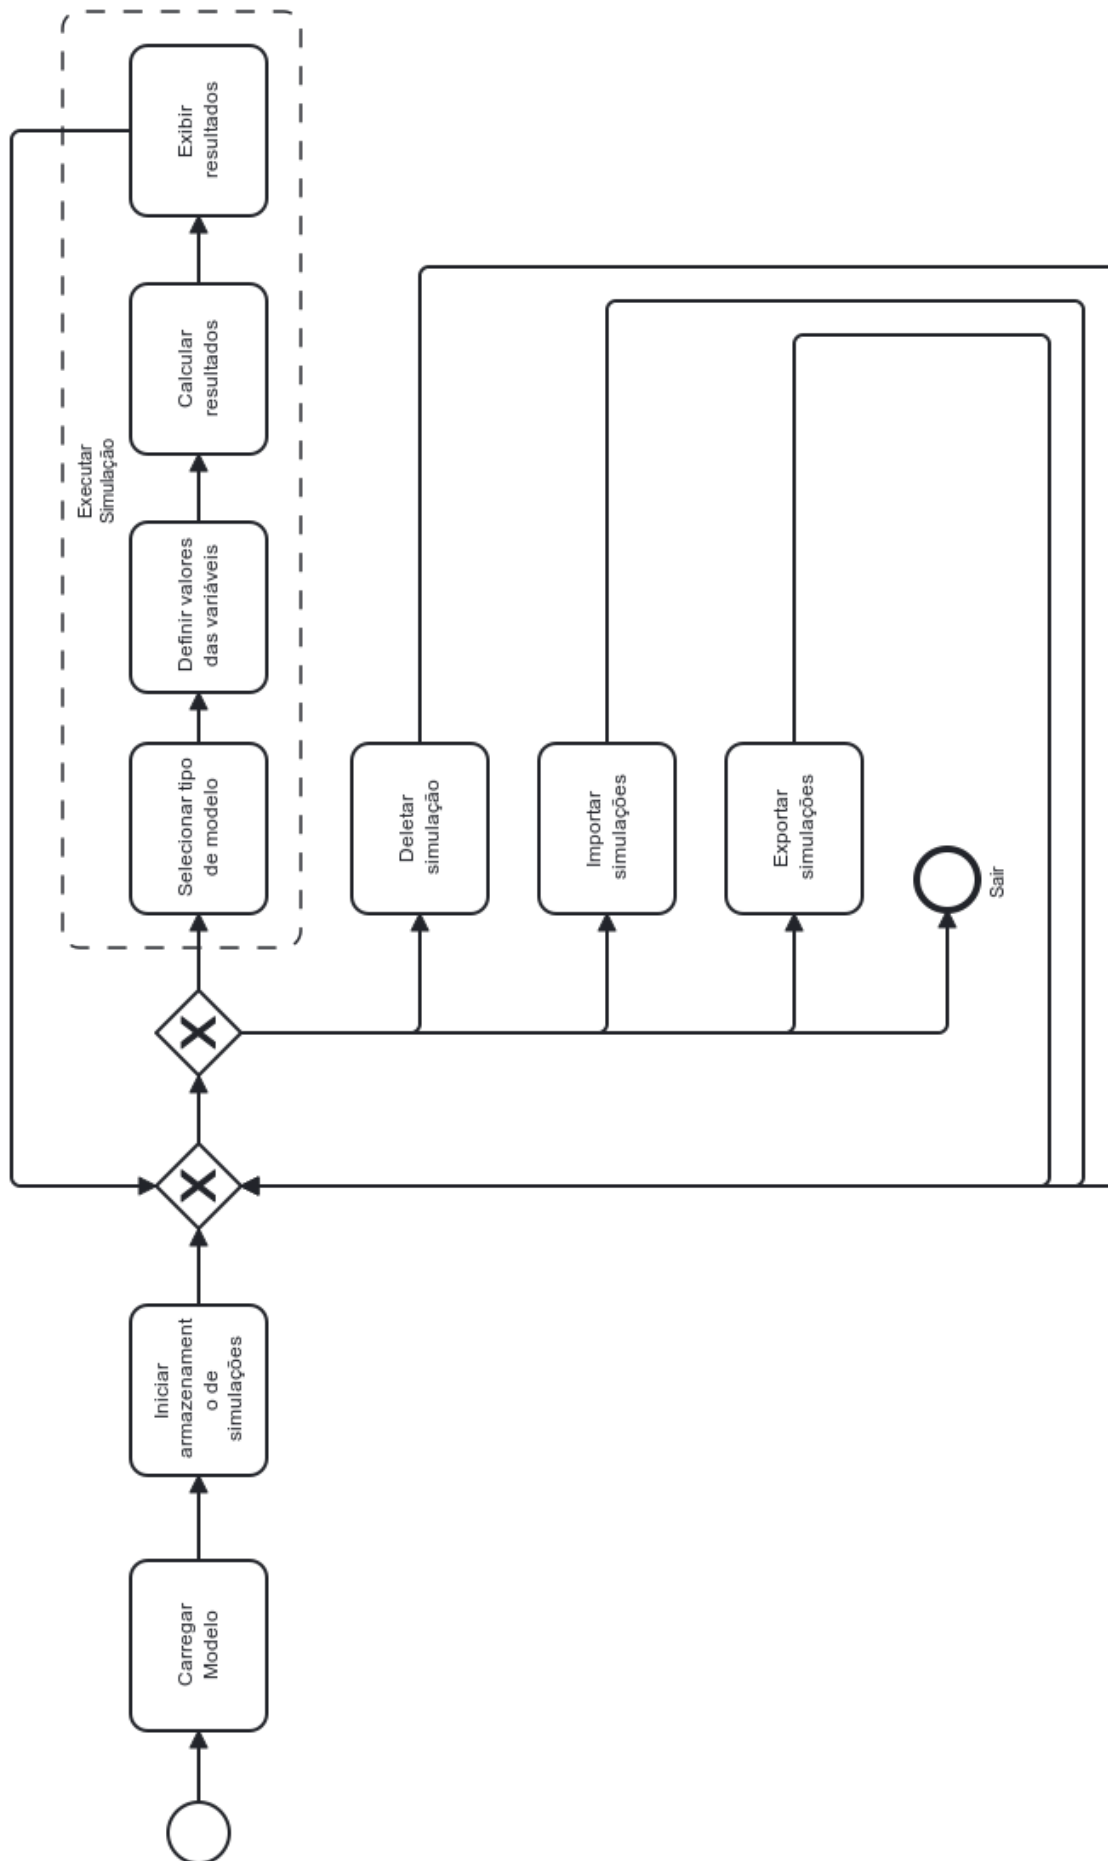 Carregar
Modelo
Iniciar
armazenament
o de
simulações
Executar
Simulação
Selecionar tipo
de modelo
Definir valores
das variáveis
Calcular
resultados
Exibir
resultados
Deletar
simulação
Importar
simulações
Exportar
simulações
Sair